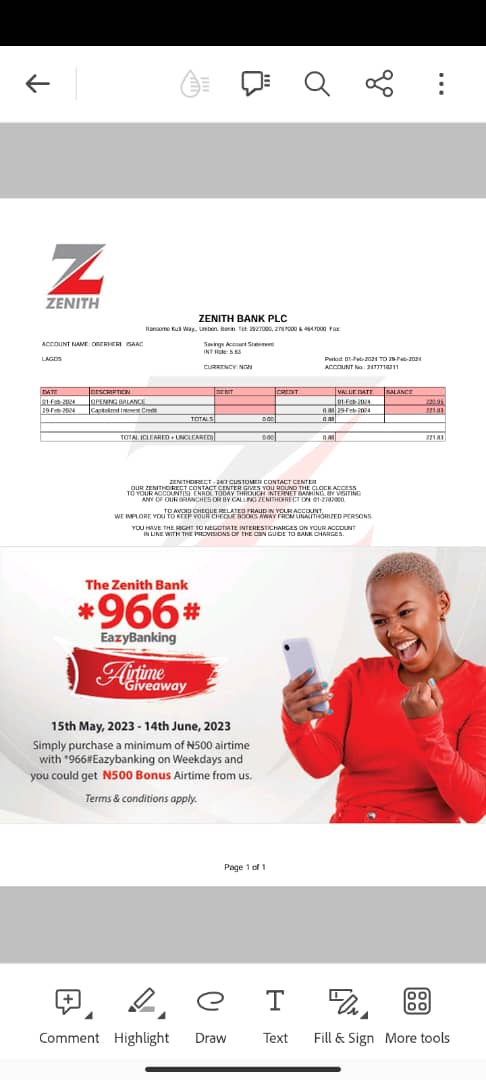 ZENITH
ZENITH BANK PLC
Ransome Kuti Way,, Uniben, Benin. Tel: 2927000, 2787000 & 4647000 Fax:
ACCOUNT NAME: OBERHERI ISAAC
Savings Account Statement
INT Rate: 5.63
LAGOS
Period: 01-Feb-2024 TO 29-Feb-2024
CURRENCY: NGN
ACCOUNT No.:
DATE DESCRIPTION DEBIT CREDIT VALUE DATE BALANCE
01-Feb-2024 OPENING BALANCE 01-Feb-2024 220.95
29-Feb-2024 Capitalized Interest Credit 0.88 29-Feb-2024 221.83
TOTALS 0.00 0.88
TOTAL (CLEARED + UNCLEARED) 0.00 0.88 221.83
ZENITHDIRECT - 24/7 CUSTOMER CONTACT CENTER
OUR ZENITHDIRECT CONTACT CENTER GIVES YOU ROUND THE CLOCK ACCESS
TO YOUR ACCOUNT(S). ENROL TODAY THROUGH INTERNET BANKING, BY VISITING
ANY OF OUR BRANCHES OR BY CALLING ZENITHDIRECT ON 01-2787000.
TO AVOID CHEQUE RELATED FRAUD IN YOUR ACCOUNT,
WE IMPLORE YOU TO KEEP YOUR CHEQUE BOOKS AWAY FROM UNAUTHORIZED PERSONS.
YOU HAVE THE RIGHT TO NEGOTIATE INTEREST/CHARGES ON YOUR ACCOUNT
IN LINE WITH THE PROVISIONS OF THE CBN GUIDE TO BANK CHARGES.
The Zenith Bank
*966#
EazyBanking
Airtime
Giveaway
15th May, 2023 - 14th June, 2023
Simply purchase a minimum of ₦500 airtime
with *966#Eazybanking on Weekdays and
you could get ₦500 Bonus Airtime from us.
Terms & conditions apply.
Page 1 of 1
Comment Highlight Draw Text Fill & Sign More tools